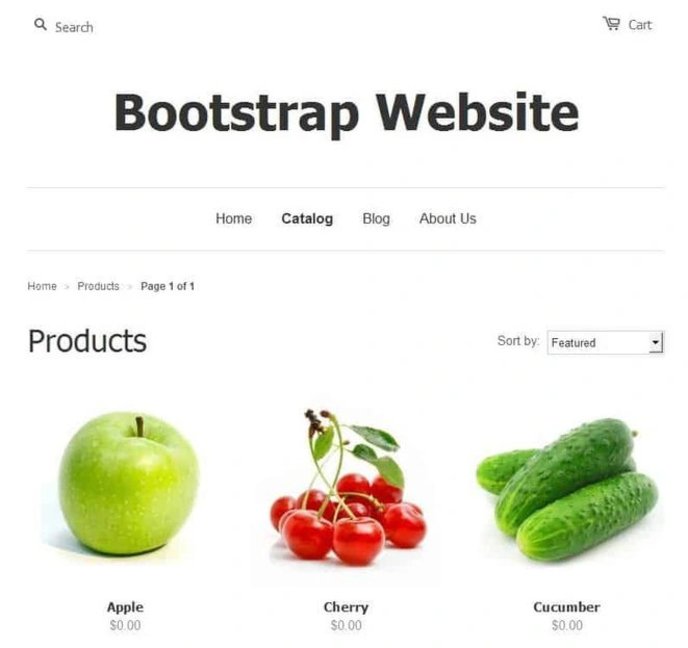 Search Cart
Bootstrap Website
Home Catalog Blog About Us
Home > Products > Page 1 of 1
Products Sort by: Featured
Apple Cherry Cucumber
$0.00 $0.00 $0.00